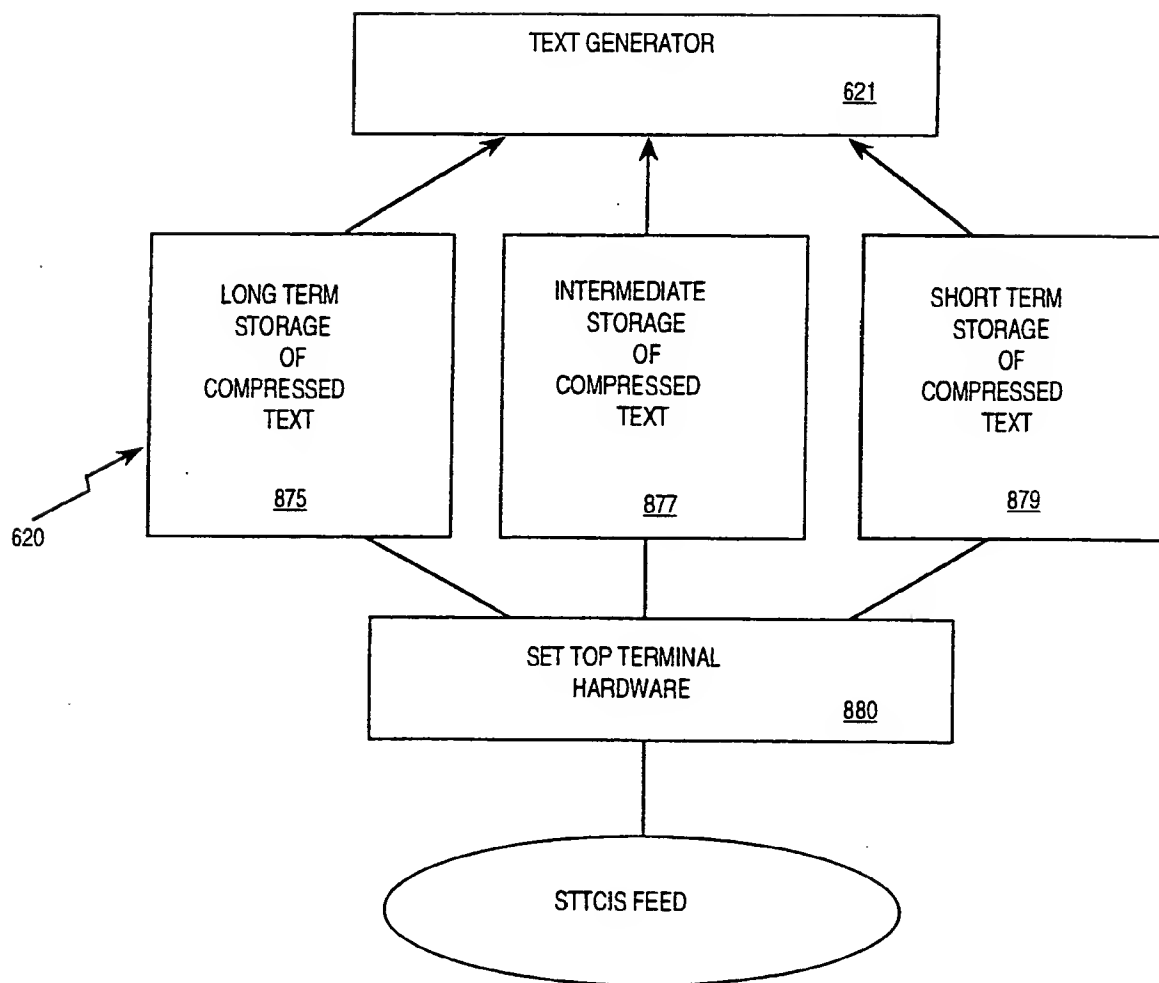 TEXT GENERATOR
621
LONG TERM
STORAGE
OF
COMPRESSED
TEXT
875
INTERMEDIATE
STORAGE
OF
COMPRESSED
TEXT
877
SHORT TERM
STORAGE
OF
COMPRESSED
TEXT
879
620
SET TOP TERMINAL
HARDWARE
880
STTCIS FEED